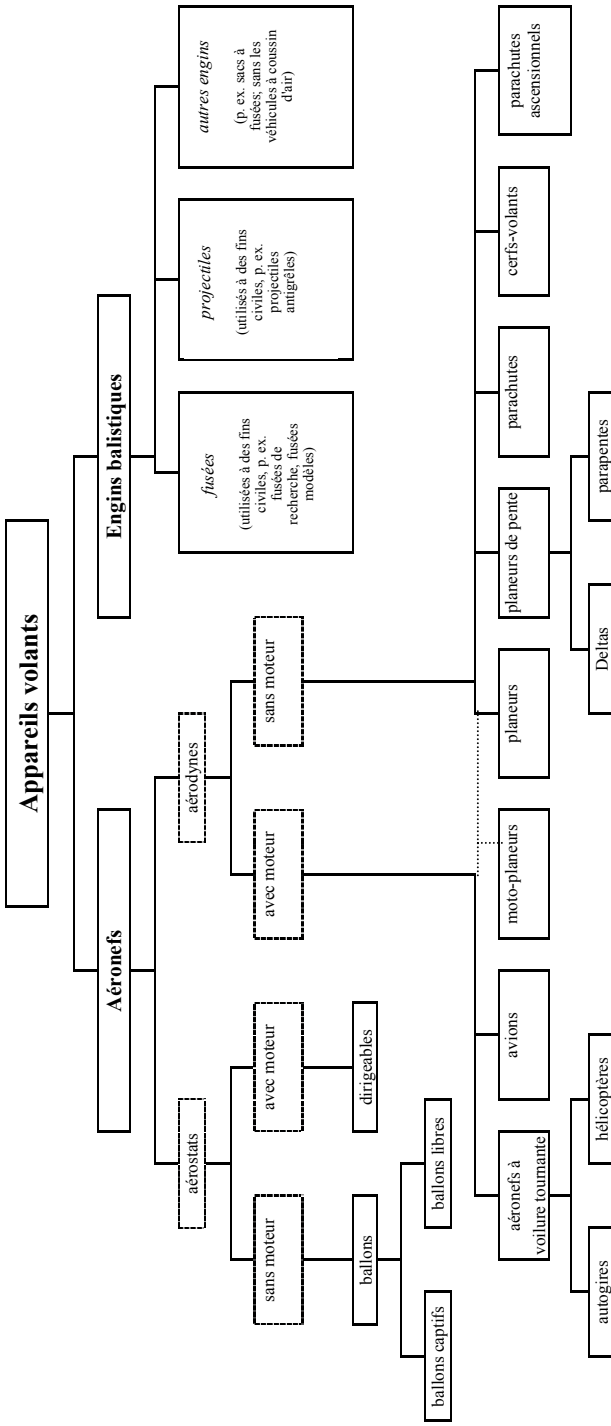 Appareils volants
Aéronefs
Engins balistiques
aérostats
aérodynes
fusées
(utilisées à des fins
civiles, p. ex.
fusées de
recherche, fusées
modèles)
projectiles
(utilisés à des fins
civiles, p. ex.
projectiles
antigrêles)
autres engins
(p. ex. sacs à
fusées; sans les
véhicules à coussin
d'air)
sans moteur
avec moteur
avec moteur
sans moteur
ballons
dirigeables
ballons captifs
ballons libres
aéronefs à
voilure tournante
avions
moto-planeurs
planeurs
planeurs de pente
parachutes
cerfs-volants
parachutes
ascensionnels
autogires
hélicoptères
Deltas
parapentes